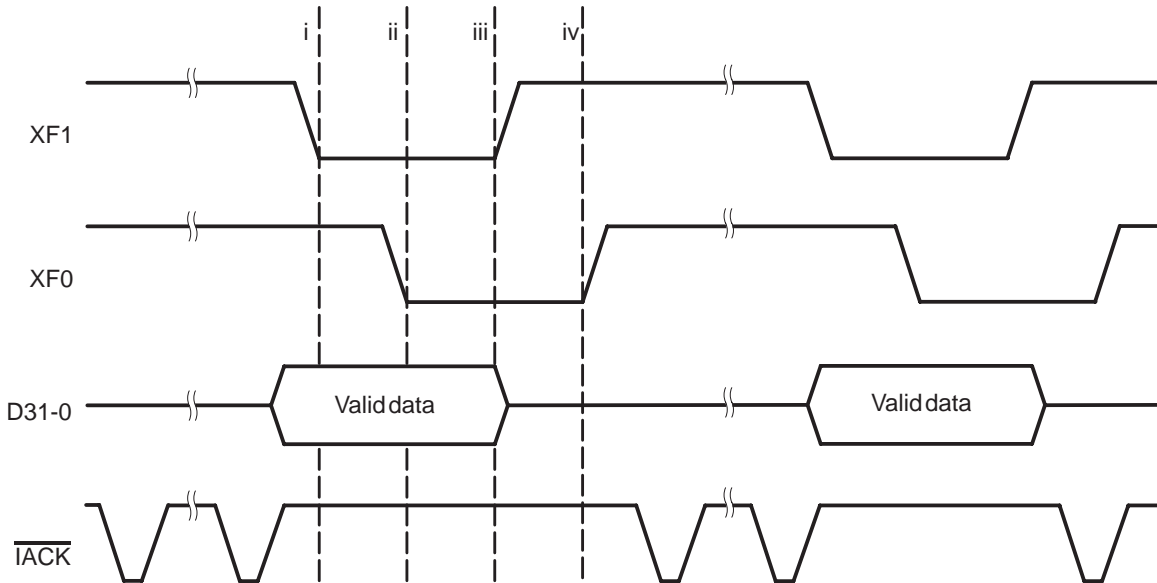 i ii iii iv
XF1
XF0
D31-0 Valid data Valid data
IACK